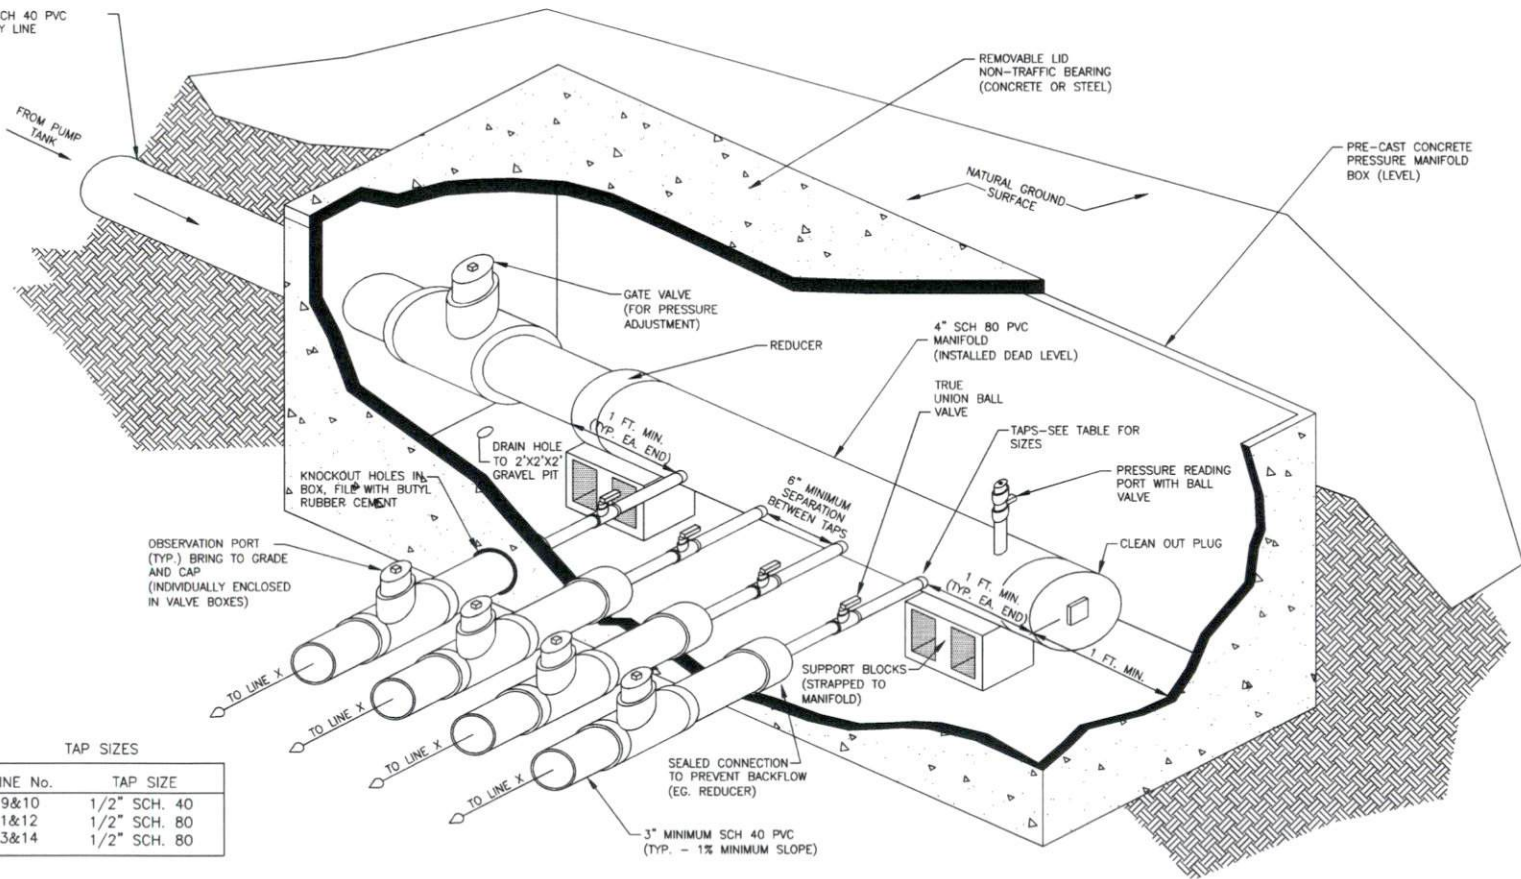 SCH 40 PVC
Y LINE
FROM PUMP
TANK
REMOVABLE LID
NON-TRAFFIC BEARING
(CONCRETE OR STEEL)
PRE-CAST CONCRETE
PRESSURE MANIFOLD
BOX (LEVEL)
NATURAL GROUND
SURFACE
GATE VALVE
(FOR PRESSURE
ADJUSTMENT)
REDUCER
4" SCH 80 PVC
MANIFOLD
(INSTALLED DEAD LEVEL)
TRUE
UNION BALL
VALVE
TAPS-SEE TABLE FOR
SIZES
PRESSURE READING
PORT WITH BALL
VALVE
CLEAN OUT PLUG
1 FT. MIN.
(TYP. EA. END)
DRAIN HOLE
TO 2'X2'X2'
GRAVEL PIT
6" MINIMUM
SEPARATION
BETWEEN TAPS
KNOCKOUT HOLES IN
BOX, FILL WITH BUTYL
RUBBER CEMENT
OBSERVATION PORT
(TYP.) BRING TO GRADE
AND CAP
(INDIVIDUALLY ENCLOSED
IN VALVE BOXES)
1 FT. MIN.
(TYP. EA. END)
1 FT. MIN.
SUPPORT BLOCKS
(STRAPPED TO
MANIFOLD)
TO LINE X
TO LINE X
TO LINE X
TO LINE X
SEALED CONNECTION
TO PREVENT BACKFLOW
(EG. REDUCER)
3" MINIMUM SCH 40 PVC
(TYP. - 1% MINIMUM SLOPE)
TAP SIZES
INE No. TAP SIZE
9&10 1/2" SCH. 40
1&12 1/2" SCH. 80
3&14 1/2" SCH. 80